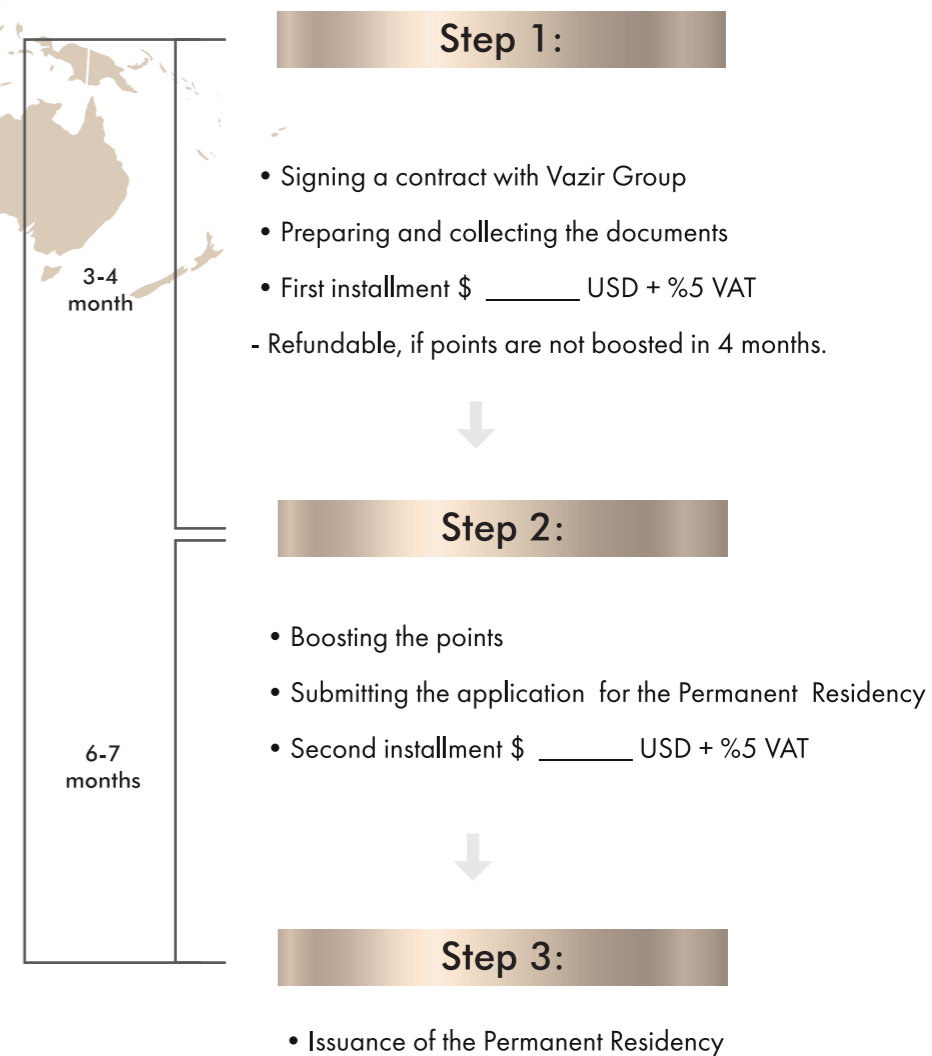 Step 1:
• Signing a contract with Vazir Group
• Preparing and collecting the documents
• First installment $ _______ USD + %5 VAT
- Refundable, if points are not boosted in 4 months.
3-4
month
Step 2:
• Boosting the points
• Submitting the application for the Permanent Residency
• Second installment $ _______ USD + %5 VAT
6-7
months
Step 3:
• Issuance of the Permanent Residency